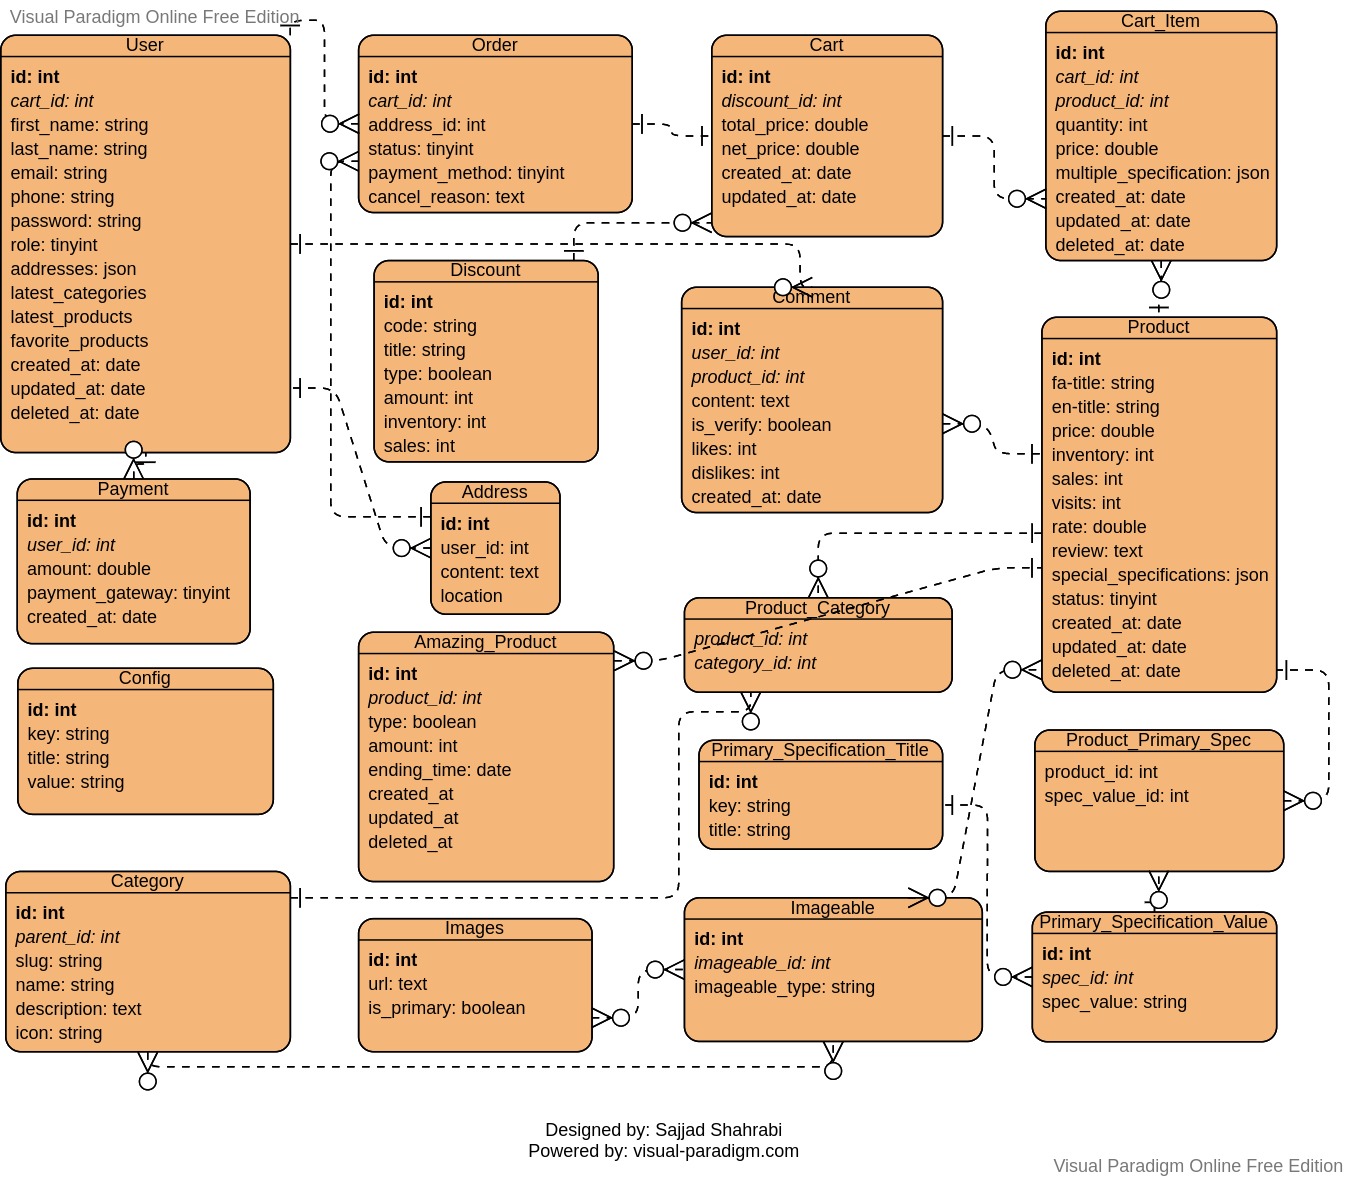 Visual Paradigm Online Free Edition
User
id: int
cart_id: int
first_name: string
last_name: string
email: string
phone: string
password: string
role: tinyint
addresses: json
latest_categories
latest_products
favorite_products
created_at: date
updated_at: date
deleted_at: date
Order
id: int
cart_id: int
address_id: int
status: tinyint
payment_method: tinyint
cancel_reason: text
Cart
id: int
discount_id: int
total_price: double
net_price: double
created_at: date
updated_at: date
Cart_Item
id: int
cart_id: int
product_id: int
quantity: int
price: double
multiple_specification: json
created_at: date
updated_at: date
deleted_at: date
Discount
id: int
code: string
title: string
type: boolean
amount: int
inventory: int
sales: int
Comment
id: int
user_id: int
product_id: int
content: text
is_verify: boolean
likes: int
dislikes: int
created_at: date
Product
id: int
fa-title: string
en-title: string
price: double
inventory: int
sales: int
visits: int
rate: double
review: text
special_specifications: json
status: tinyint
created_at: date
updated_at: date
deleted_at: date
Payment
id: int
user_id: int
amount: double
payment_gateway: tinyint
created_at: date
Address
id: int
user_id: int
content: text
location
Product_Category
product_id: int
category_id: int
Amazing_Product
id: int
product_id: int
type: boolean
amount: int
ending_time: date
created_at
updated_at
deleted_at
Config
id: int
key: string
title: string
value: string
Primary_Specification_Title
id: int
key: string
title: string
Product_Primary_Spec
product_id: int
spec_value_id: int
Category
id: int
parent_id: int
slug: string
name: string
description: text
icon: string
Images
id: int
url: text
is_primary: boolean
Imageable
id: int
imageable_id: int
imageable_type: string
Primary_Specification_Value
id: int
spec_id: int
spec_value: string
Designed by: Sajjad Shahrabi
Powered by: visual-paradigm.com
Visual Paradigm Online Free Edition